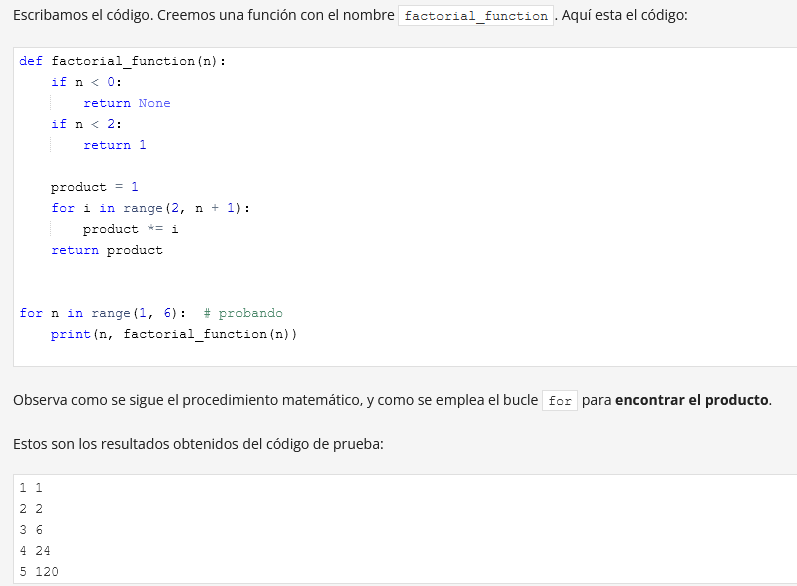 Escribamos el código. Creemos una función con el nombre factorial_function. Aquí esta el código:
def factorial_function(n):
    if n < 0:
        return None
    if n < 2:
        return 1

    product = 1
    for i in range(2, n + 1):
        product *= i
    return product


for n in range(1, 6):  # probando
    print(n, factorial_function(n))

Observa como se sigue el procedimiento matemático, y como se emplea el bucle for para encontrar el producto.
Estos son los resultados obtenidos del código de prueba:
1 1
2 2
3 6
4 24
5 120